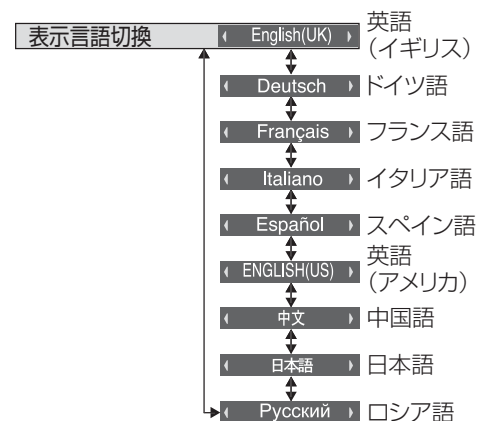 英語
表示言語切換 English(UK)
(イギリス)
Deutsch ドイツ語
Français フランス語
Italiano イタリア語
Español スペイン語
英語
ENGLISH(US)
(アメリカ)
中文 中国語
日本語 日本語
Русский ロシア語